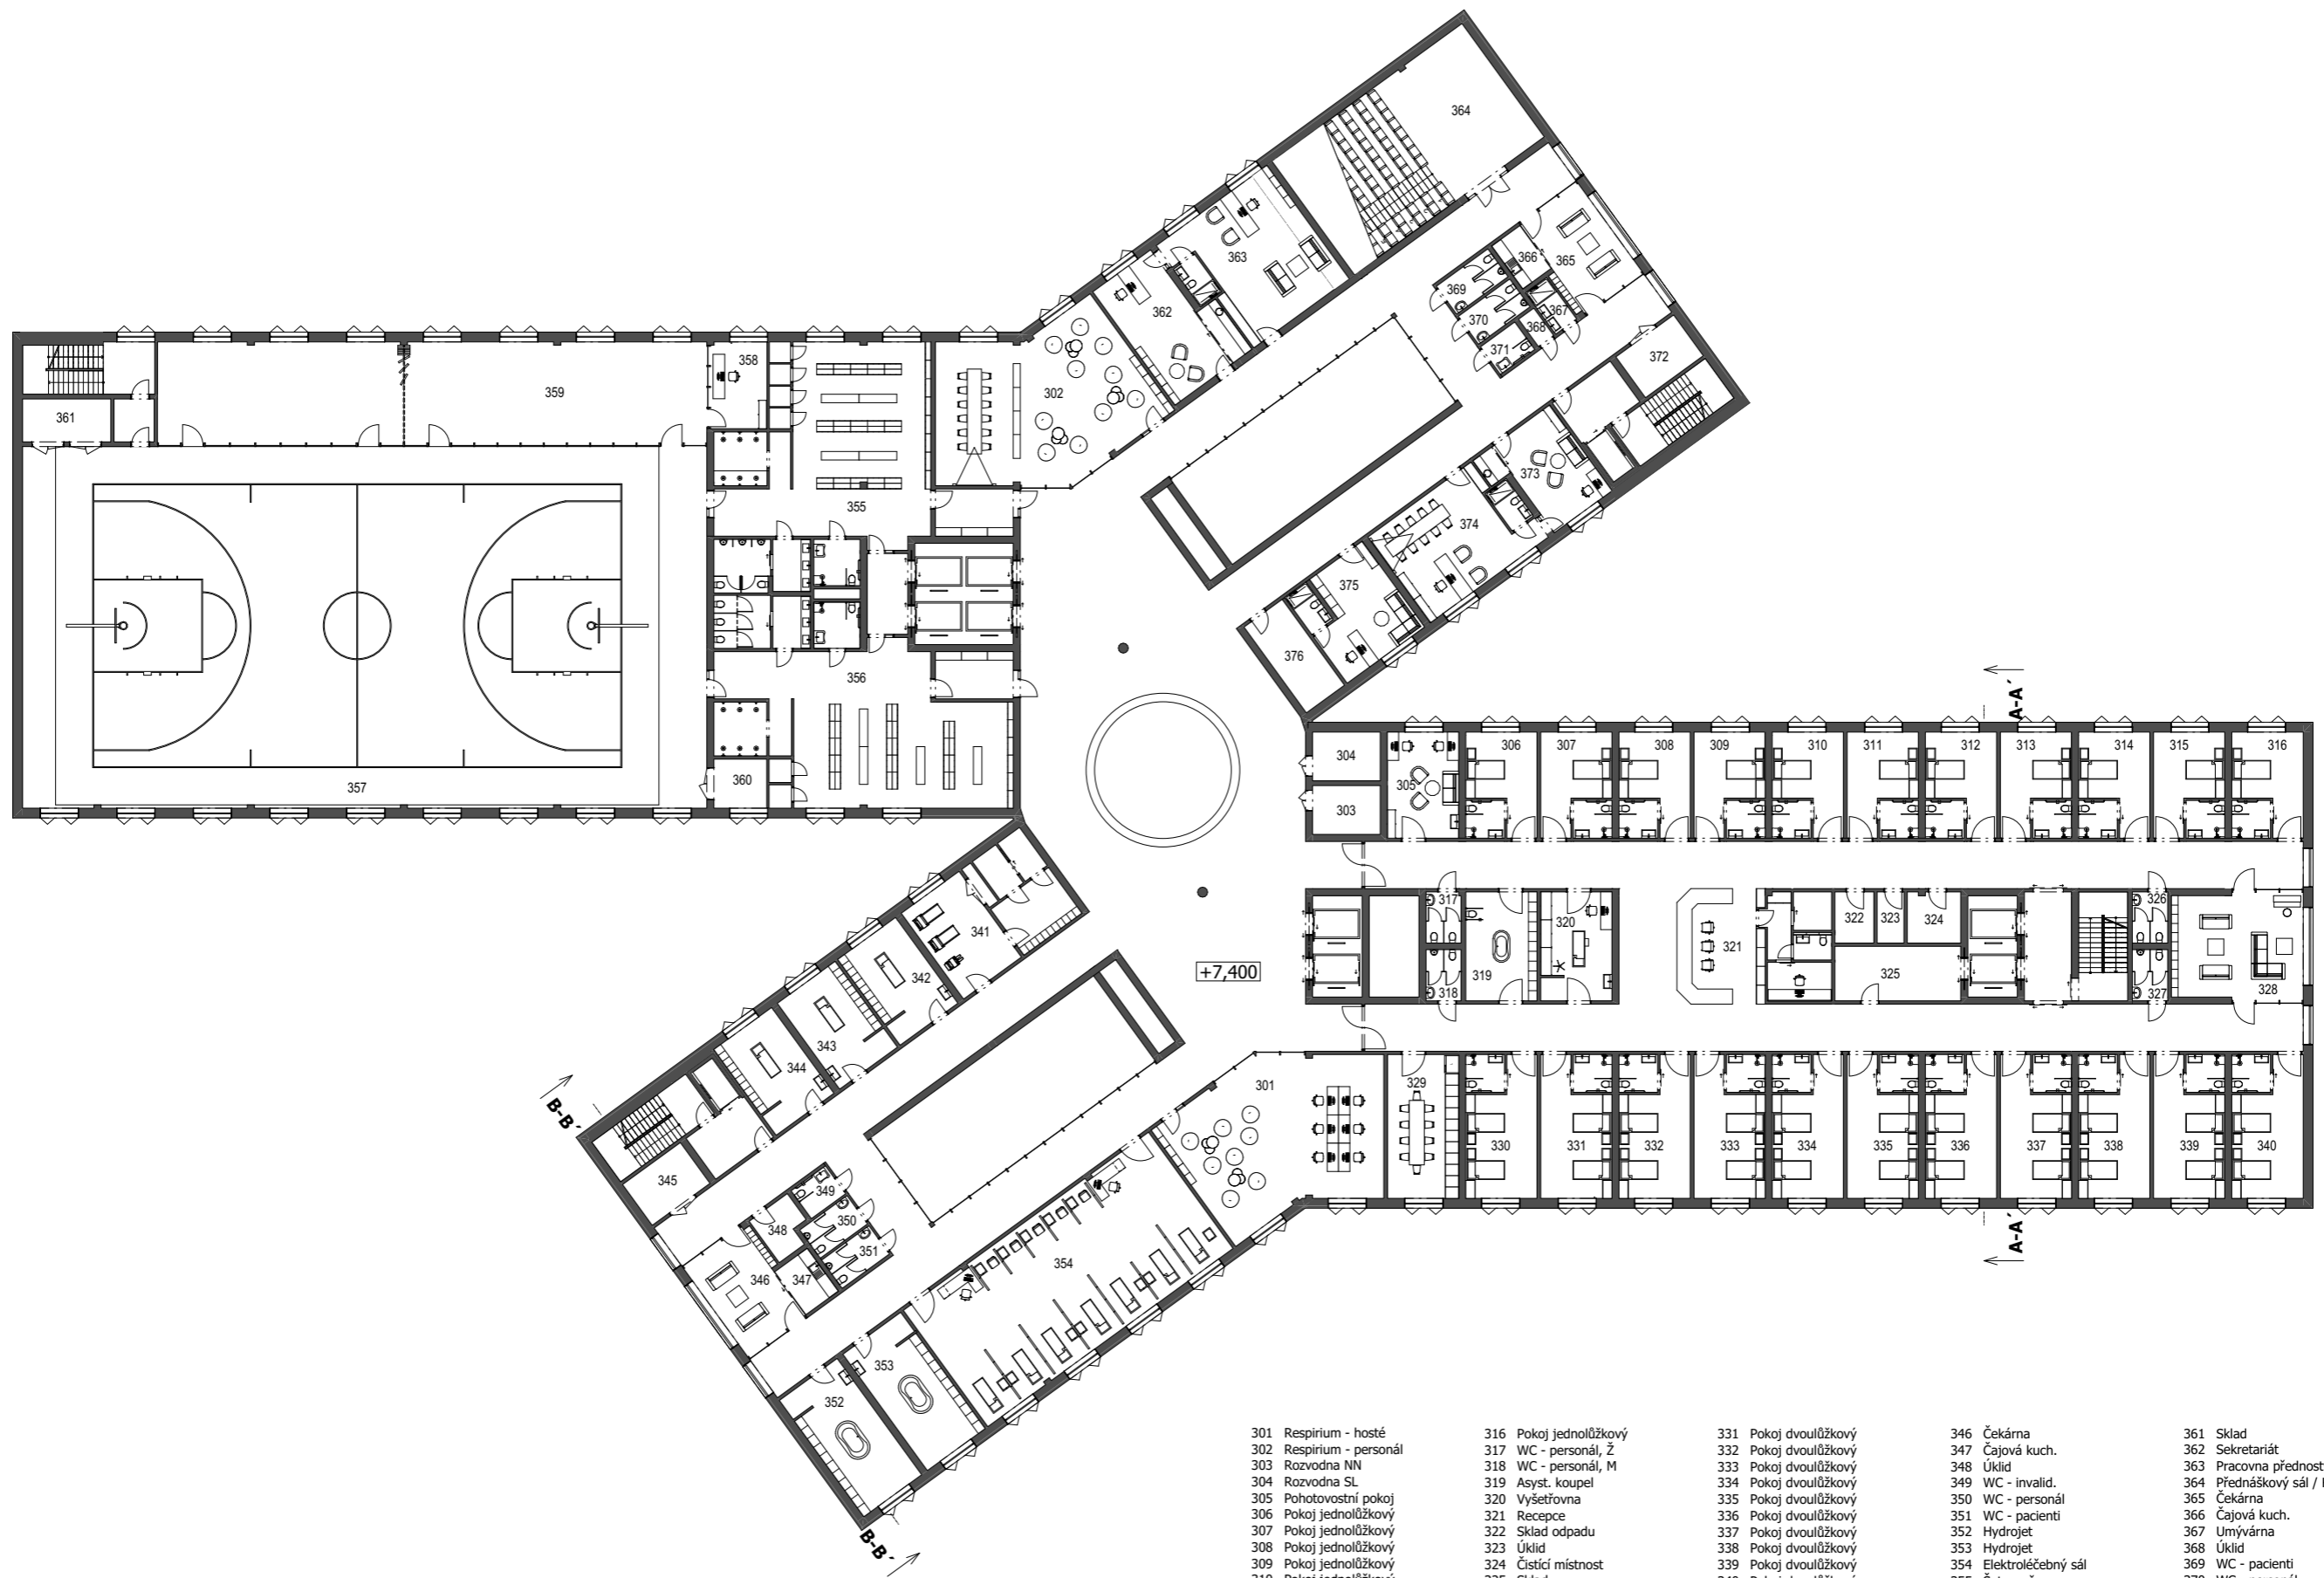 364
363
366
365
369
367
362
370
368
371
372
358
302
359
361
373
355
374
375
376
356
A-A´
304
306
307
308
309
310
311
312
313
314
315
316
305
360
357
303
317
326
341
320
322
323
324
321
342
+7,400
319
325
318
327
328
343
344
301
329
B-B´
330
331
332
333
334
335
336
337
338
339
340
345
349
350
348
351
A-A´
354
346
347
353
352
B-B´
301 Respirium - hosté
302 Respirium - personál
303 Rozvodna NN
304 Rozvodna SL
305 Pohotovostní pokoj
306 Pokoj jednolůžkový
307 Pokoj jednolůžkový
308 Pokoj jednolůžkový
309 Pokoj jednolůžkový
316 Pokoj jednolůžkový
317 WC - personál, Ž
318 WC - personál, M
319 Asyst. koupel
320 Vyšetřovna
321 Recepce
322 Sklad odpadu
323 Úklid
324 Čistící místnost
331 Pokoj dvoulůžkový
332 Pokoj dvoulůžkový
333 Pokoj dvoulůžkový
334 Pokoj dvoulůžkový
335 Pokoj dvoulůžkový
336 Pokoj dvoulůžkový
337 Pokoj dvoulůžkový
338 Pokoj dvoulůžkový
339 Pokoj dvoulůžkový
346 Čekárna
347 Čajová kuch.
348 Úklid
349 WC - invalid.
350 WC - personál
351 WC - pacienti
352 Hydrojet
353 Hydrojet
354 Elektroléčebný sál
361 Sklad
362 Sekretariát
363 Pracovna přednost
364 Přednáškový sál /
365 Čekárna
366 Čajová kuch.
367 Umývárna
368 Úklid
369 WC - pacienti